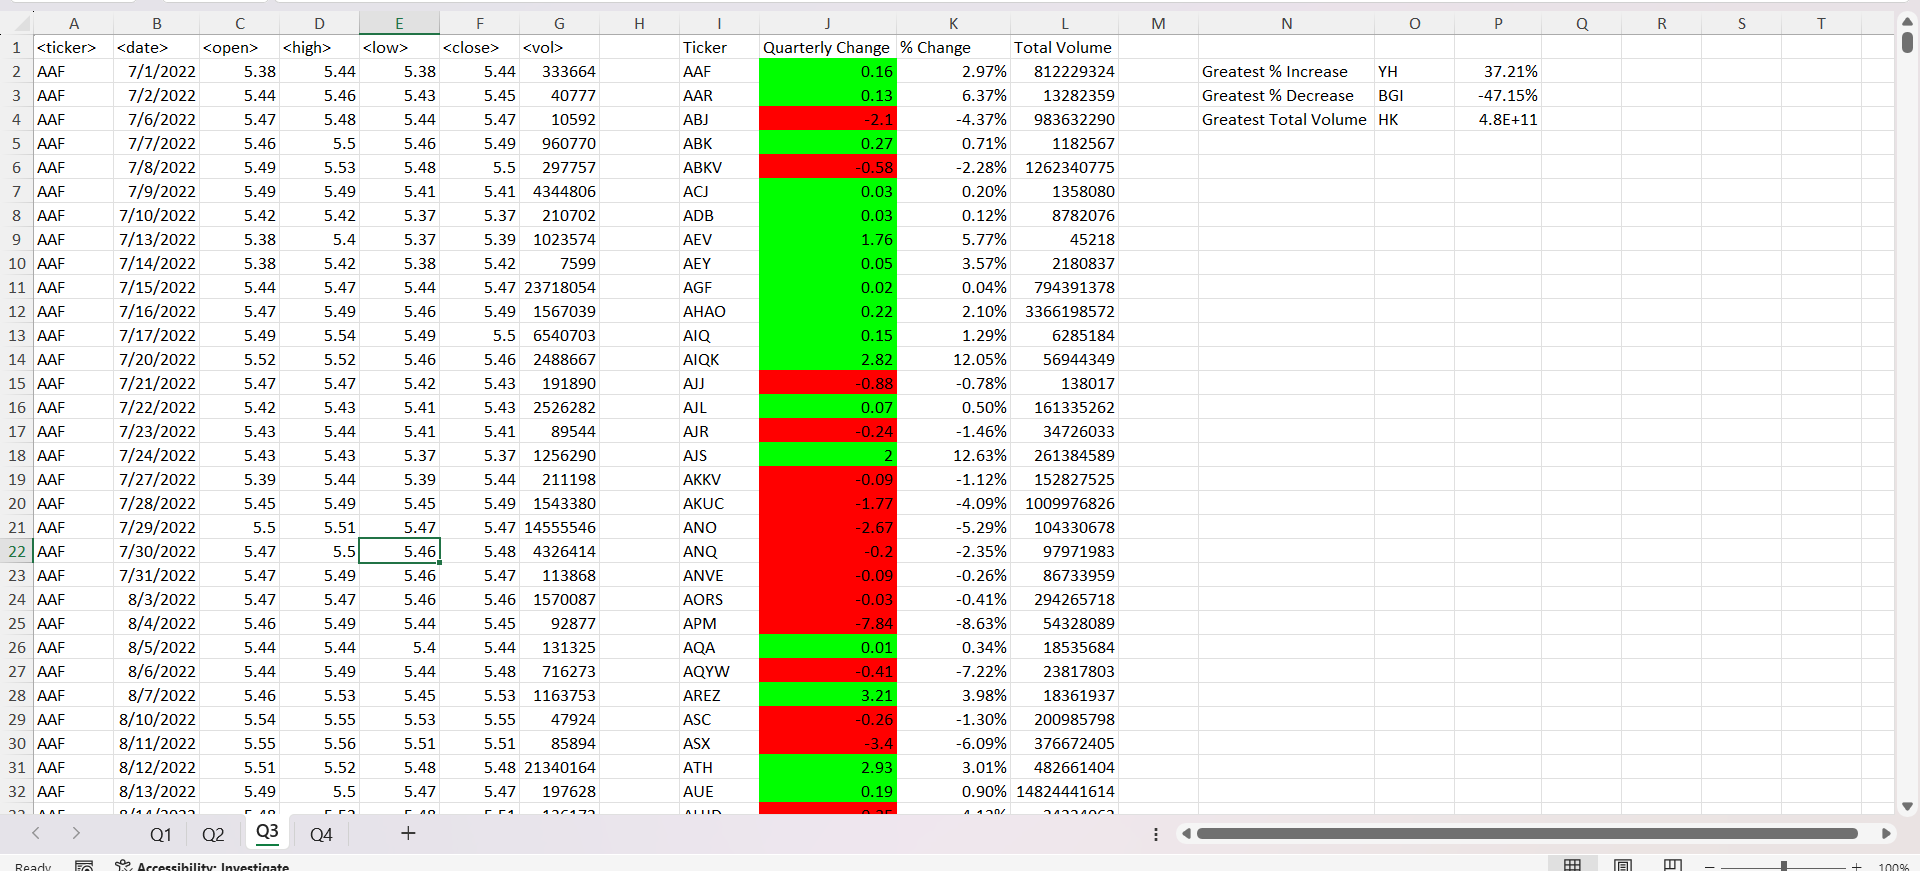 A B C D E F G H I J K L M N O P Q R S T
1 <ticker> <date> <open> <high> <low> <close> <vol> Ticker Quarterly Change % Change Total Volume
2 AAF 7/1/2022 5.38 5.44 5.38 5.44 333664 AAF 0.16 2.97% 812229324 Greatest % Increase YH 37.21%
3 AAF 7/2/2022 5.44 5.46 5.43 5.45 40777 AAR 0.13 6.37% 13282359 Greatest % Decrease BGI -47.15%
4 AAF 7/6/2022 5.47 5.48 5.44 5.47 10592 ABJ -2.1 -4.37% 983632290 Greatest Total Volume HK 4.8E+11
5 AAF 7/7/2022 5.46 5.5 5.46 5.49 960770 ABK 0.27 0.71% 1182567
6 AAF 7/8/2022 5.49 5.53 5.48 5.5 297757 ABKV -0.58 -2.28% 1262340775
7 AAF 7/9/2022 5.49 5.49 5.41 5.41 4344806 ACJ 0.03 0.20% 1358080
8 AAF 7/10/2022 5.42 5.42 5.37 5.37 210702 ADB 0.03 0.12% 8782076
9 AAF 7/13/2022 5.38 5.4 5.37 5.39 1023574 AEV 1.76 5.77% 45218
10 AAF 7/14/2022 5.38 5.42 5.38 5.42 7599 AEY 0.05 3.57% 2180837
11 AAF 7/15/2022 5.44 5.47 5.44 5.47 23718054 AGF 0.02 0.04% 794391378
12 AAF 7/16/2022 5.47 5.49 5.46 5.49 1567039 AHAO 0.22 2.10% 3366198572
13 AAF 7/17/2022 5.49 5.54 5.49 5.5 6540703 AIQ 0.15 1.29% 6285184
14 AAF 7/20/2022 5.52 5.52 5.46 5.46 2488667 AIQK 2.82 12.05% 56944349
15 AAF 7/21/2022 5.47 5.47 5.42 5.43 191890 AJJ -0.88 -0.78% 138017
16 AAF 7/22/2022 5.42 5.43 5.41 5.43 2526282 AJL 0.07 0.50% 161335262
17 AAF 7/23/2022 5.43 5.44 5.41 5.41 89544 AJR -0.24 -1.46% 34726033
18 AAF 7/24/2022 5.43 5.43 5.37 5.37 1256290 AJS 2 12.63% 261384589
19 AAF 7/27/2022 5.39 5.44 5.39 5.44 211198 AKKV -0.09 -1.12% 152827525
20 AAF 7/28/2022 5.45 5.49 5.45 5.49 1543380 AKUC -1.77 -4.09% 1009976826
21 AAF 7/29/2022 5.5 5.51 5.47 5.47 14555546 ANO -2.67 -5.29% 104330678
22 AAF 7/30/2022 5.47 5.5 5.46 5.48 4326414 ANQ -0.2 -2.35% 97971983
23 AAF 7/31/2022 5.47 5.49 5.46 5.47 113868 ANVE -0.09 -0.26% 86733959
24 AAF 8/3/2022 5.47 5.47 5.46 5.46 1570087 AORS -0.03 -0.41% 294265718
25 AAF 8/4/2022 5.46 5.49 5.44 5.45 92877 APM -7.84 -8.63% 54328089
26 AAF 8/5/2022 5.44 5.44 5.4 5.44 131325 AQA 0.01 0.34% 18535684
27 AAF 8/6/2022 5.44 5.49 5.44 5.48 716273 AQYW -0.41 -7.22% 23817803
28 AAF 8/7/2022 5.46 5.53 5.45 5.53 1163753 AREZ 3.21 3.98% 18361937
29 AAF 8/10/2022 5.54 5.55 5.53 5.55 47924 ASC -0.26 -1.30% 200985798
30 AAF 8/11/2022 5.55 5.56 5.51 5.51 85894 ASX -3.4 -6.09% 376672405
31 AAF 8/12/2022 5.51 5.52 5.48 5.48 21340164 ATH 2.93 3.01% 482661404
32 AAF 8/13/2022 5.49 5.5 5.47 5.47 197628 AUE 0.19 0.90% 14824441614
Q1 Q2 Q3 Q4
Ready Accessibility: Investigate 100%